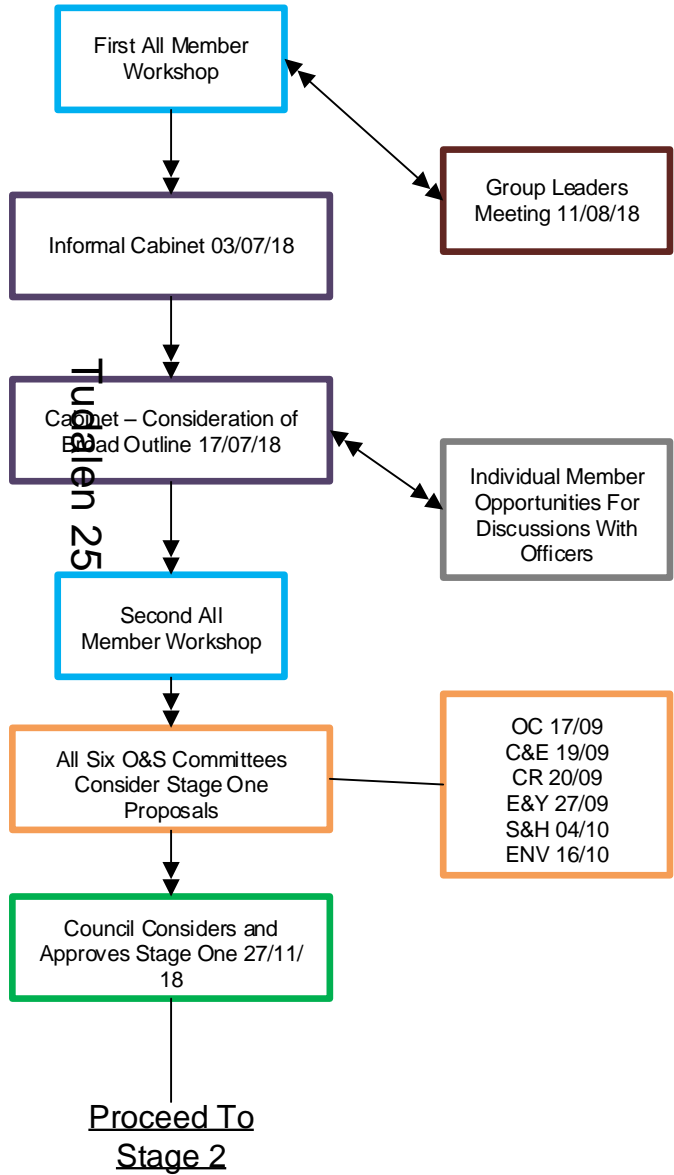 First All Member
Workshop
Group Leaders
Meeting 11/08/18
Informal Cabinet 03/07/18
Cabinet – Consideration of
Broad Outline 17/07/18
Tudalen 25
Individual Member
Opportunities For
Discussions With
Officers
Second All
Member Workshop
All Six O&S Committees
Consider Stage One
Proposals
OC 17/09
C&E 19/09
CR 20/09
E&Y 27/09
S&H 04/10
ENV 16/10
Council Considers and
Approves Stage One 27/11/
18
Proceed To
Stage 2